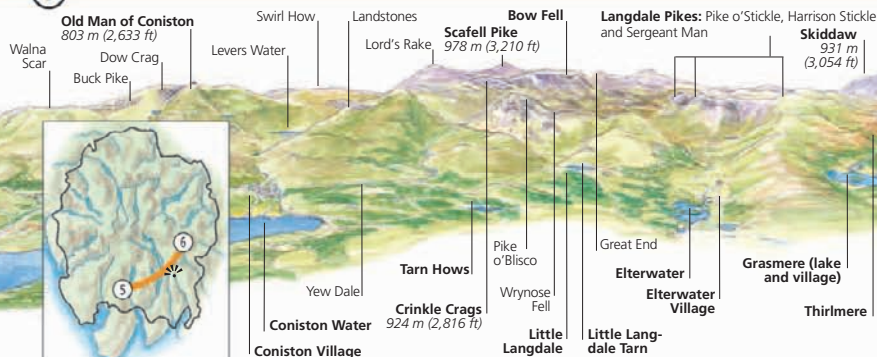 Old Man of Coniston
803 m (2,633 ft)
Walna
Scar
Dow Crag
Buck Pike
Swirl How
Levers Water
Landstones
Lord's Rake
Scafell Pike
978 m (3,210 ft)
Bow Fell
Langdale Pikes: Pike o'Stickle, Harrison Stickle
and Sergeant Man
Skiddaw
931 m
(3,054 ft)
6
5
Yew Dale
Coniston Water
Coniston Village
Tarn Hows
Crinkle Crags
924 m (2,816 ft)
Pike
o'Blisco
Wrynose
Fell
Little
Langdale
Great End
Little Lang-
dale Tarn
Elterwater
Elterwater
Village
Grasmere (lake
and village)
Thirlmere